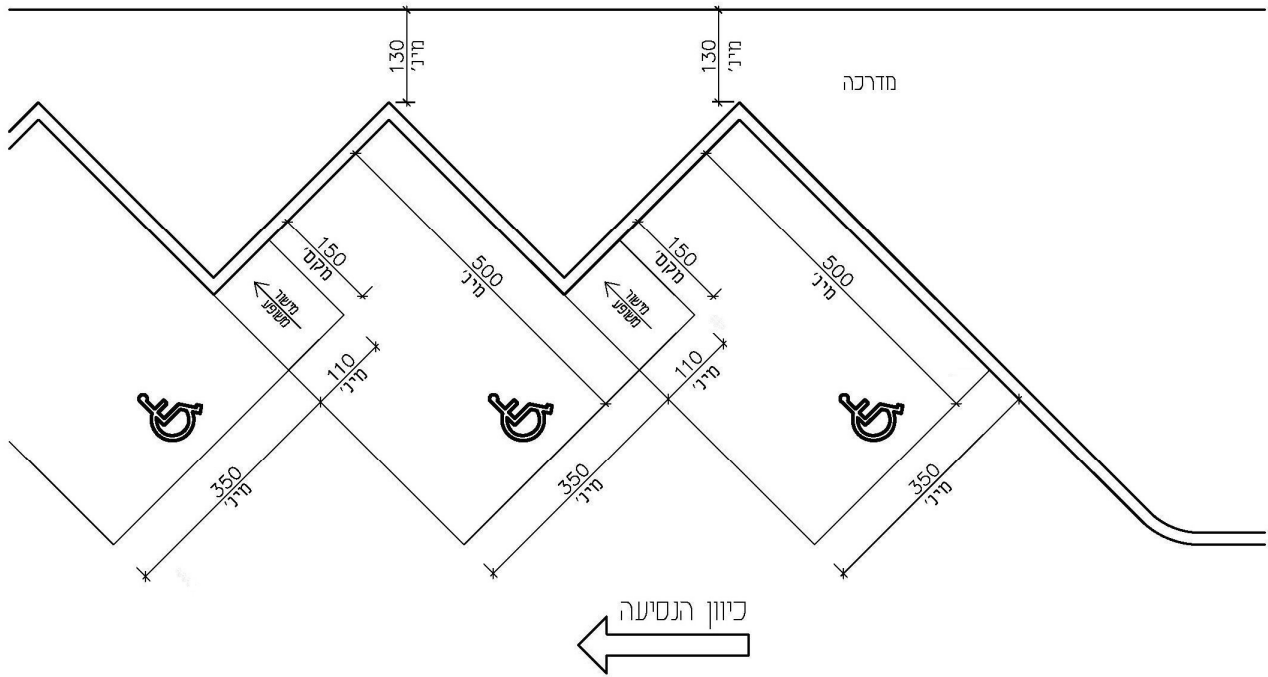 130
מינ'
130
מינ'
מדרכה
150
מקס'
500
מינ'
150
מקס'
500
מינ'
מישור
משופע
מישור
משופע
110
מינ'
110
מינ'
350
מינ'
350
מינ'
350
מינ'
כיוון הנסיעה